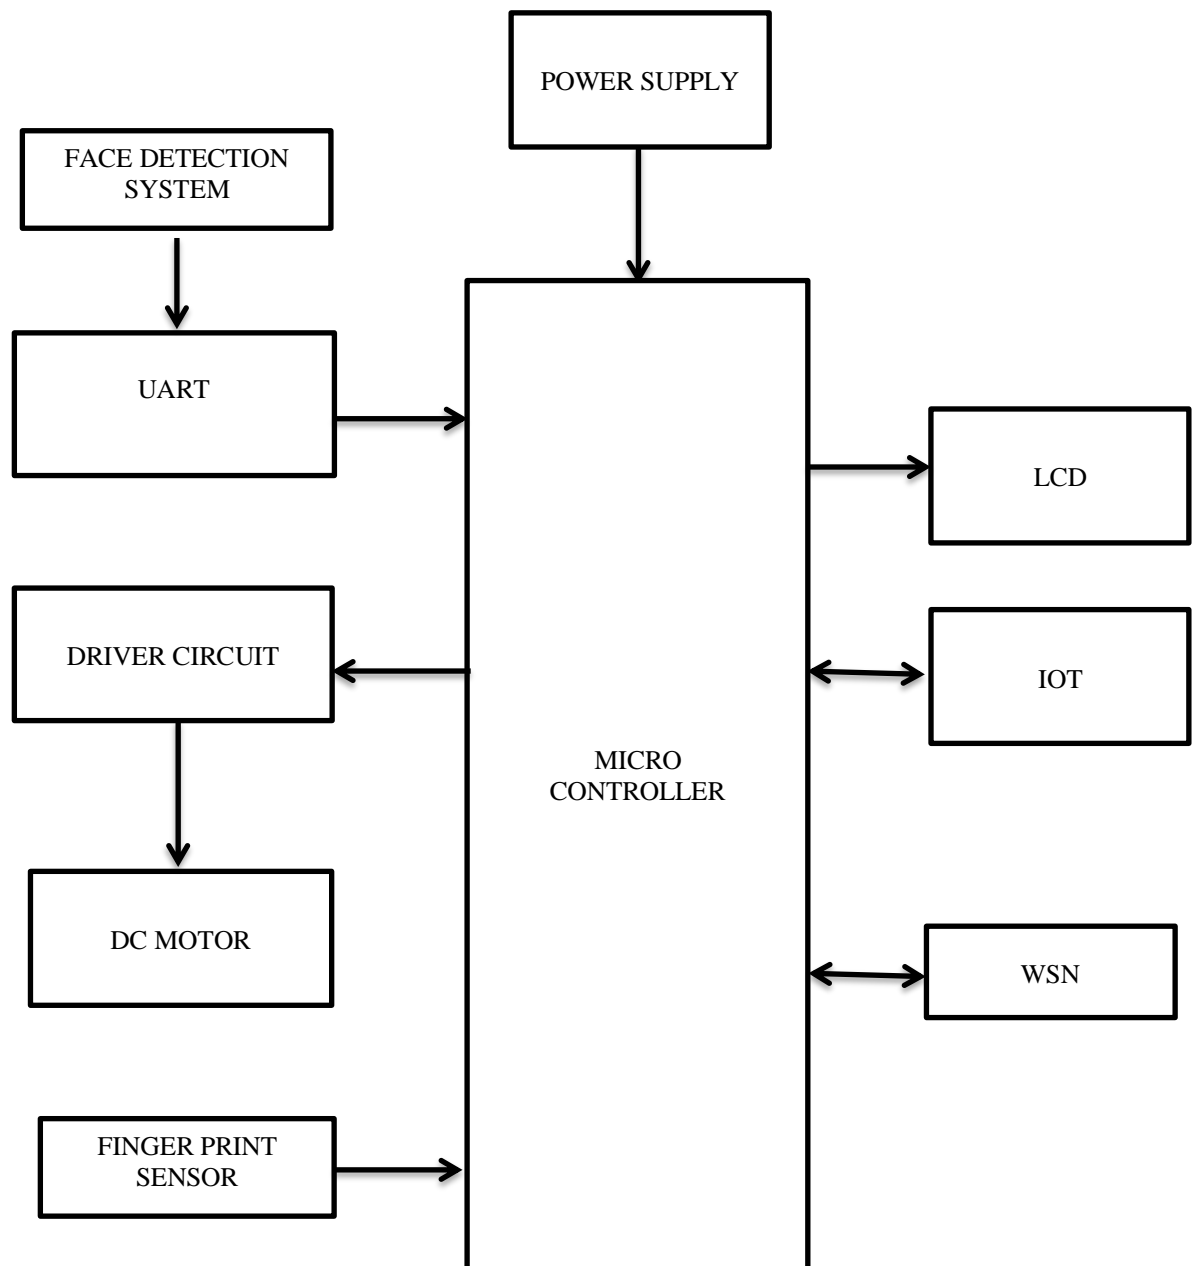 POWER SUPPLY
FACE DETECTION
SYSTEM
UART
LCD
DRIVER CIRCUIT
IOT
MICRO
CONTROLLER
DC MOTOR
WSN
FINGER PRINT
SENSOR